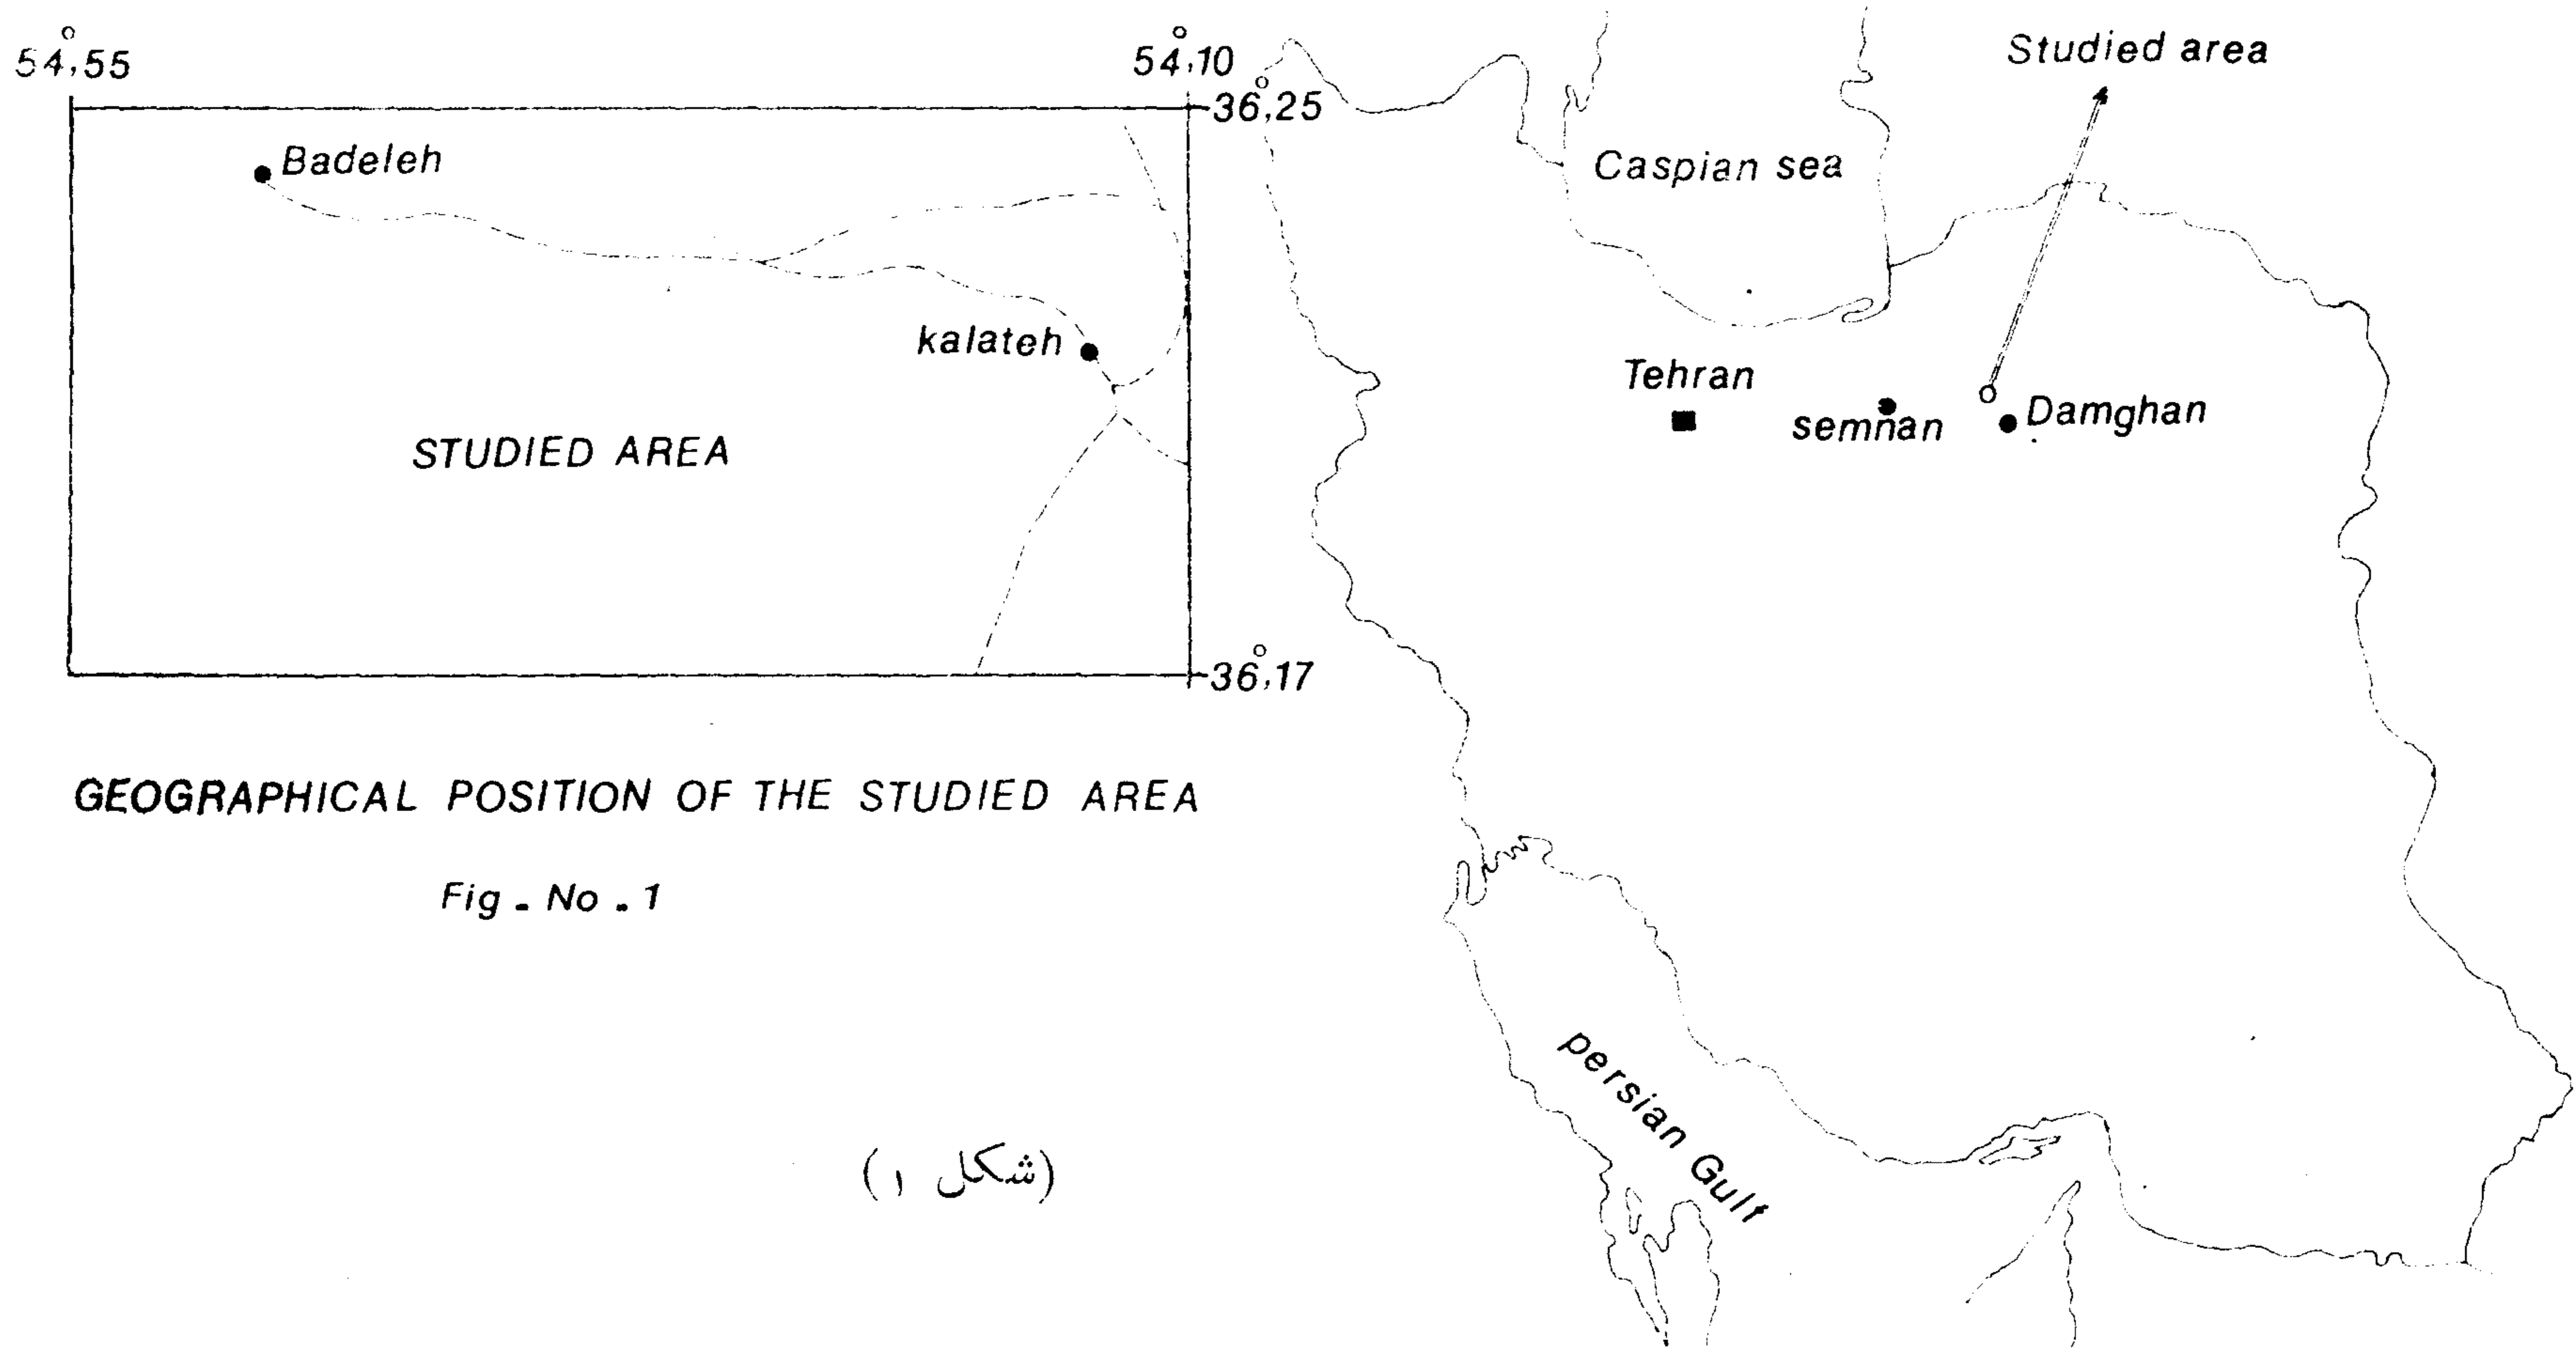 54°,55
54°,10
36°,25
Badeleh
kalateh
STUDIED AREA
36°,17
GEOGRAPHICAL POSITION OF THE STUDIED AREA
Fig - No . 1
(شکل ۱)
Studied area
Caspian sea
Tehran
semnan
Damghan
persian Gulf